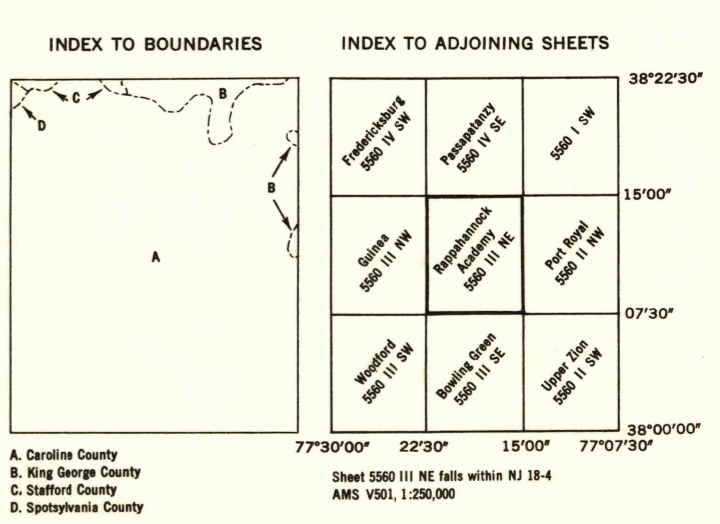 INDEX TO BOUNDARIES
B
C
D
B
A
A. Caroline County
B. King George County
C. Stafford County
D. Spotsylvania County
INDEX TO ADJOINING SHEETS
38°22'30"
Fredericksburg
5560 IV SW
Passapatanzy
5560 IV SE
5560 I SW
15'00"
Guinea
5560 III NW
Rappahannock
Academy
5560 III NE
Port Royal
5560 II NW
07'30"
Woodford
5560 III SW
Bowling Green
5560 III SE
Upper Zion
5560 II SW
38°00'00"
77°30'00" 22'30" 15'00" 77°07'30"
Sheet 5560 III NE falls within NJ 18-4
AMS V501, 1:250,000